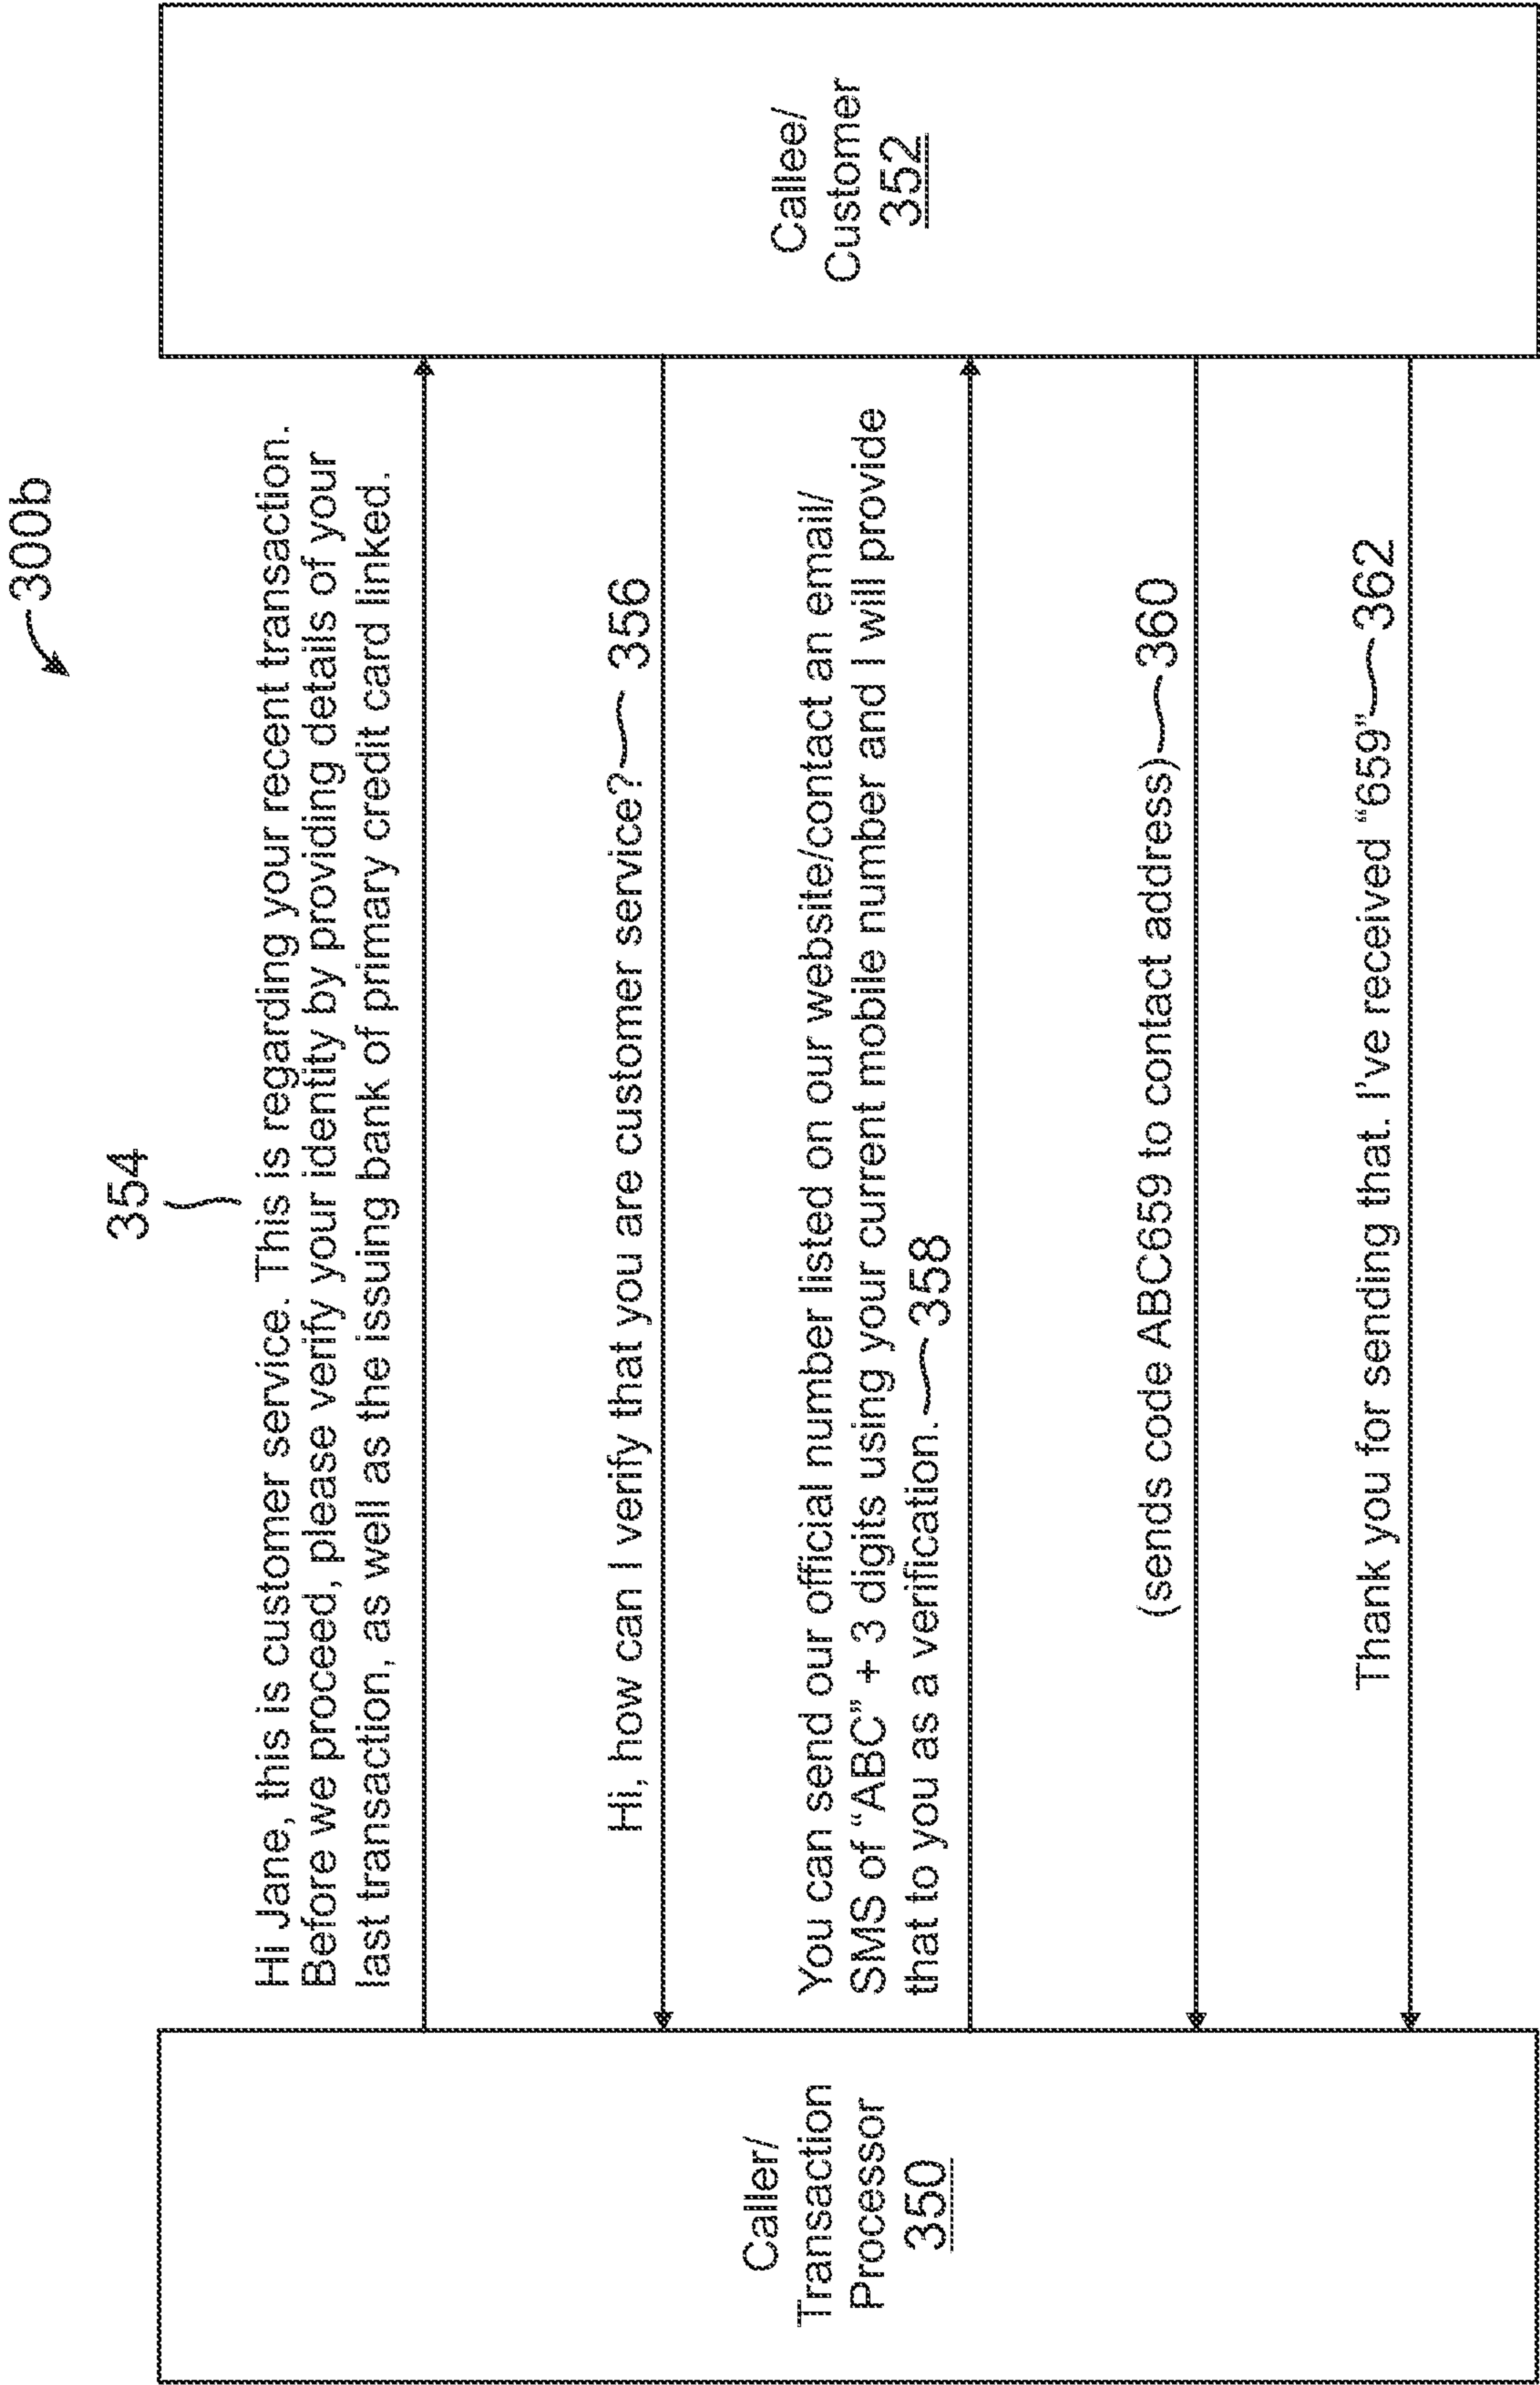 300b
354
Hi Jane, this is customer service. This is regarding your recent transaction.
Before we proceed, please verify your identity by providing details of your
last transaction, as well as the issuing bank of primary credit card linked.
Hi, how can I verify that you are customer service? 356
You can send our official number listed on our website/contact an email/
SMS of “ABC” + 3 digits using your current mobile number and I will provide
that to you as a verification. 358
(sends code ABC659 to contact address) 360
Thank you for sending that. I've received “659” 362
Caller/
Transaction
Processor
350
Callee/
Customer
352